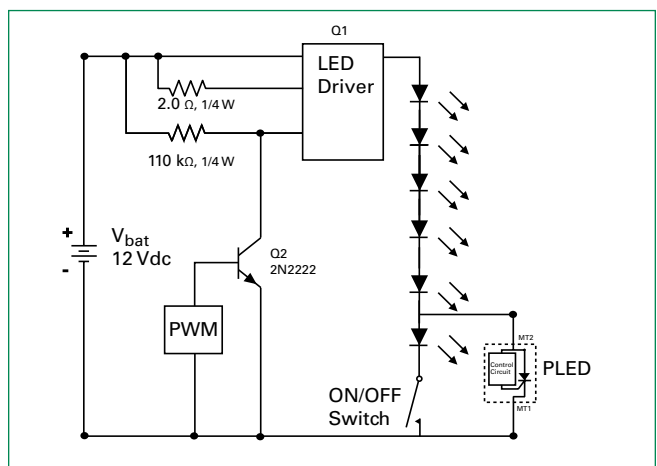 Q1
LED
Driver
2.0 Ω, 1/4 W
110 kΩ, 1/4 W
+
-
Vbat
12 Vdc
Q2
2N2222
PWM
ON/OFF
Switch
MT2
Control
Circuit
MT1
PLED